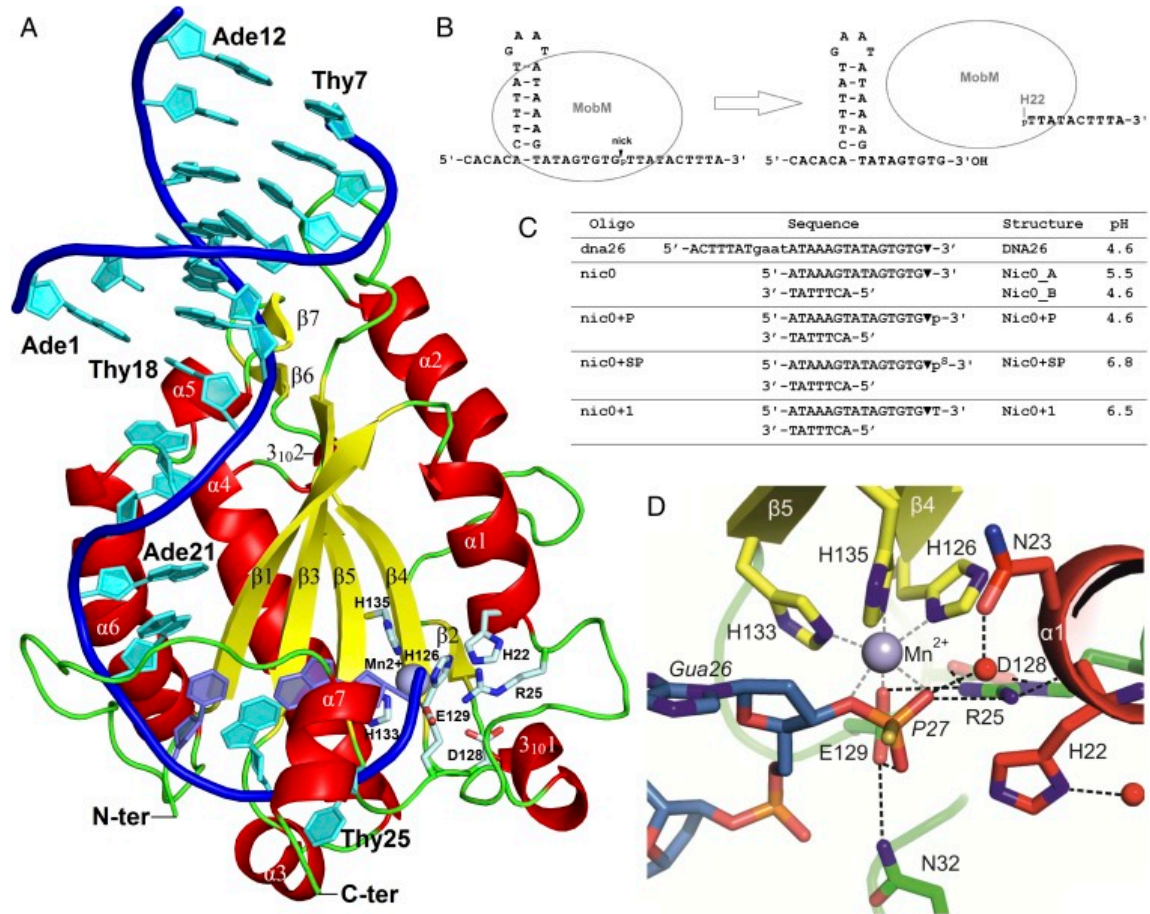 A
Ade12
Thy7
Ade1
Thy18
β7
β6
α5
α2
3₁₀2
α4
α1
Ade21
β1
β3
β5
β4
β2
α6
H135
Mn2+
H126
H22
R25
α7
H133
E129
D128
3₁₀1
N-ter
Thy25
α3
C-ter
B
A A
G T
T-A
A-T
T-A
T-A
T-A
C-G
MobM
nick
5'-CACACA-TATAGTGTGpTTATACTTTA-3'
A A
G T
T-A
A-T
T-A
T-A
T-A
C-G
MobM
H22
pTTATACTTTA-3'
5'-CACACA-TATAGTGTG-3'OH
C
Oligo Sequence Structure pH
dna26 5'-ACTTTATgaatATAAAGTATAGTGTG▼-3' DNA26 4.6
nic0 5'-ATAAAGTATAGTGTG▼-3' Nic0_A 5.5
3'-TATTTCA-5' Nic0_B 4.6
nic0+P 5'-ATAAAGTATAGTGTG▼p-3' Nic0+P 4.6
3'-TATTTCA-5'
nic0+SP 5'-ATAAAGTATAGTGTG▼pˢ-3' Nic0+SP 6.8
3'-TATTTCA-5'
nic0+1 5'-ATAAAGTATAGTGTG▼T-3' Nic0+1 6.5
3'-TATTTCA-5'
D
β5
β4
H135
H126
N23
H133
Mn²⁺
α1
D128
Gua26
R25
P27
E129
H22
N32